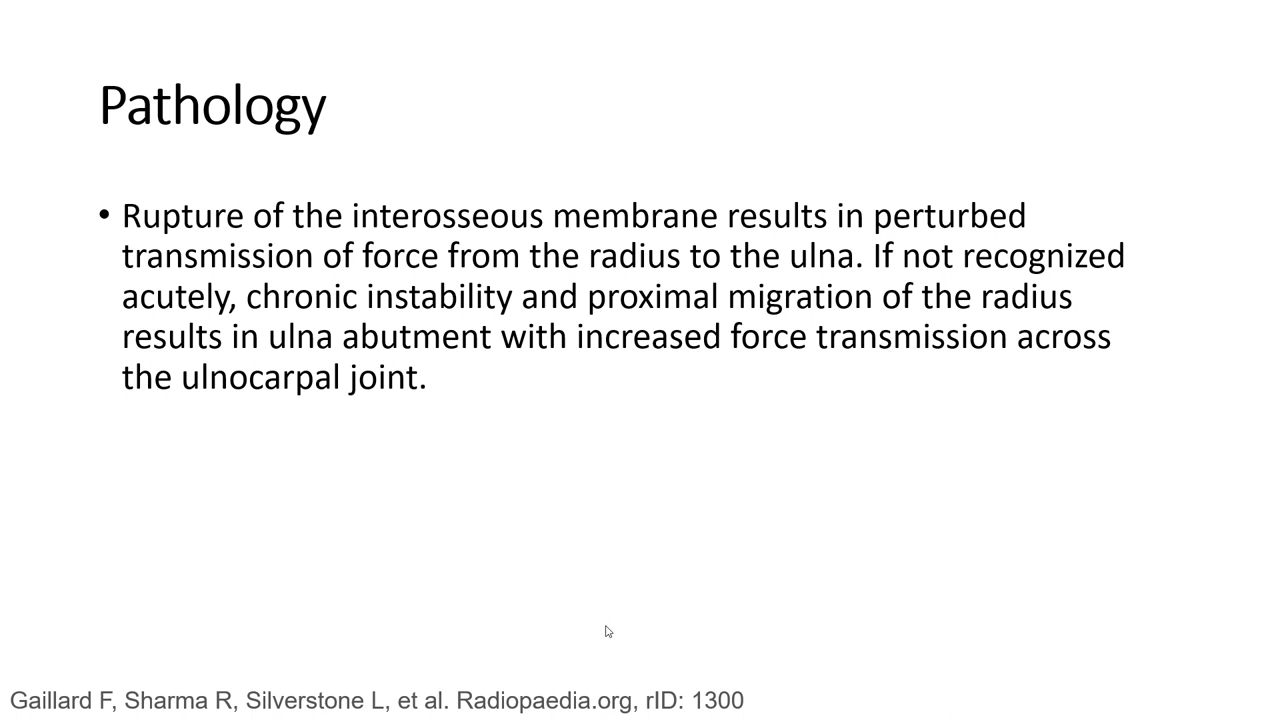 Pathology
• Rupture of the interosseous membrane results in perturbed
transmission of force from the radius to the ulna. If not recognized
acutely, chronic instability and proximal migration of the radius
results in ulna abutment with increased force transmission across
the ulnocarpal joint.
Gaillard F, Sharma R, Silverstone L, et al. Radiopaedia.org, rID: 1300